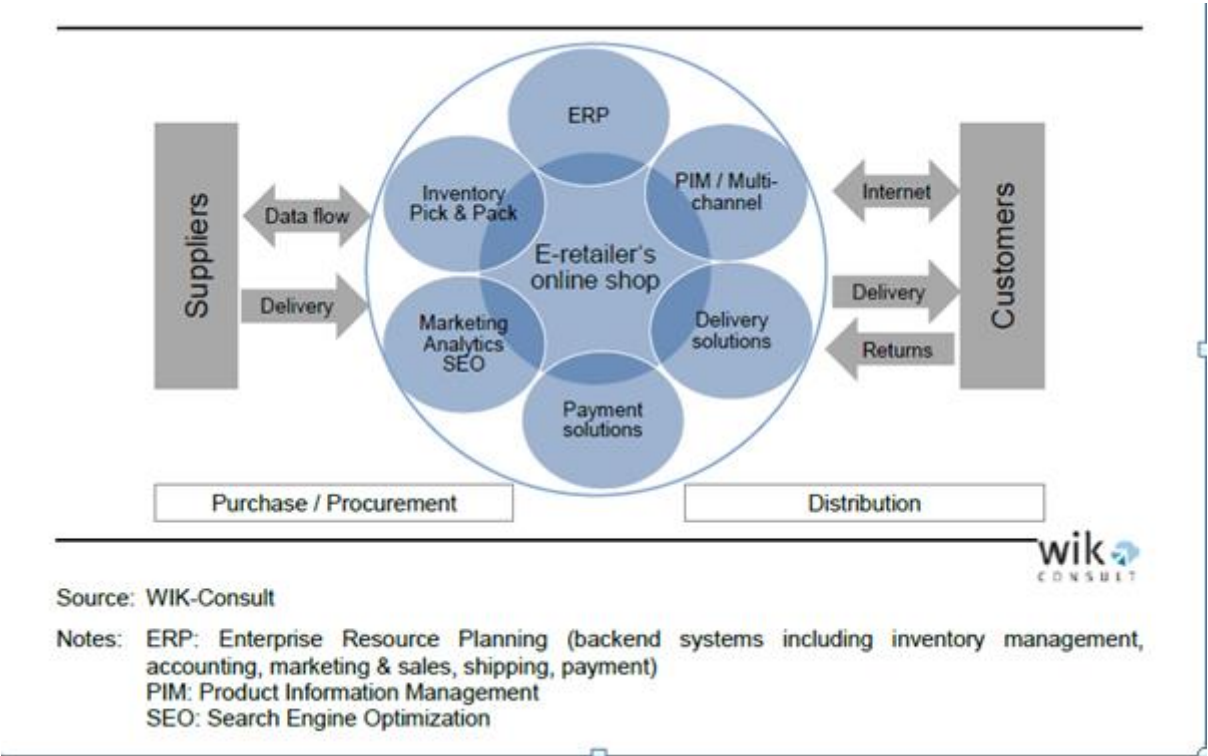 ERP
Suppliers
Data flow
Delivery
Inventory
Pick & Pack
PIM / Multi-
channel
E-retailer's
online shop
Marketing
Analytics
SEO
Delivery
solutions
Payment
solutions
Internet
Delivery
Returns
Customers
Purchase / Procurement
Distribution
wik
CONSULT
Source: WIK-Consult
Notes: ERP: Enterprise Resource Planning (backend systems including inventory management,
accounting, marketing & sales, shipping, payment)
PIM: Product Information Management
SEO: Search Engine Optimization